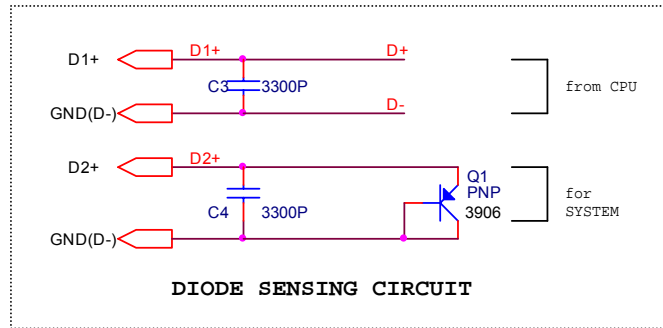 D1+ D1+ D+
C3 3300P
from CPU
GND(D-) D-
D2+ D2+
Q1
PNP
3906
for
SYSTEM
C4 3300P
GND(D-)
DIODE SENSING CIRCUIT